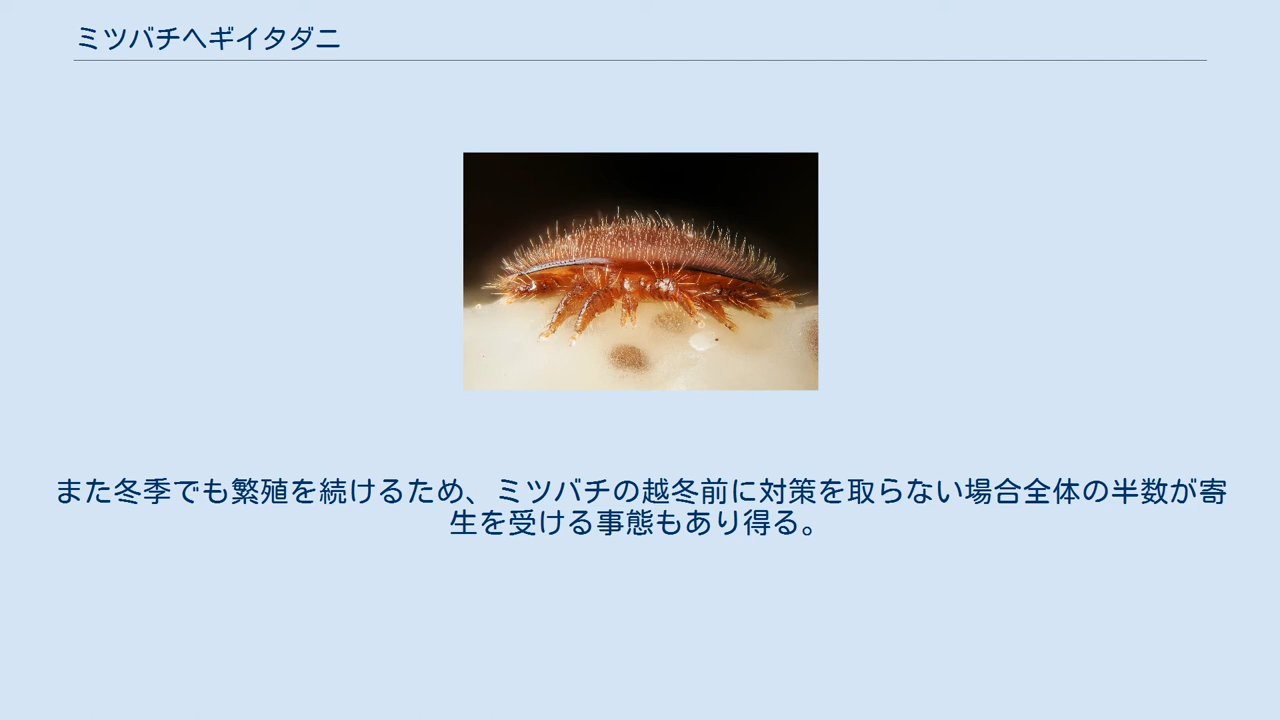 ミツバチヘギイタダニ
また冬季でも繁殖を続けるため、ミツバチの越冬前に対策を取らない場合全体の半数が寄
生を受ける事態もあり得る。